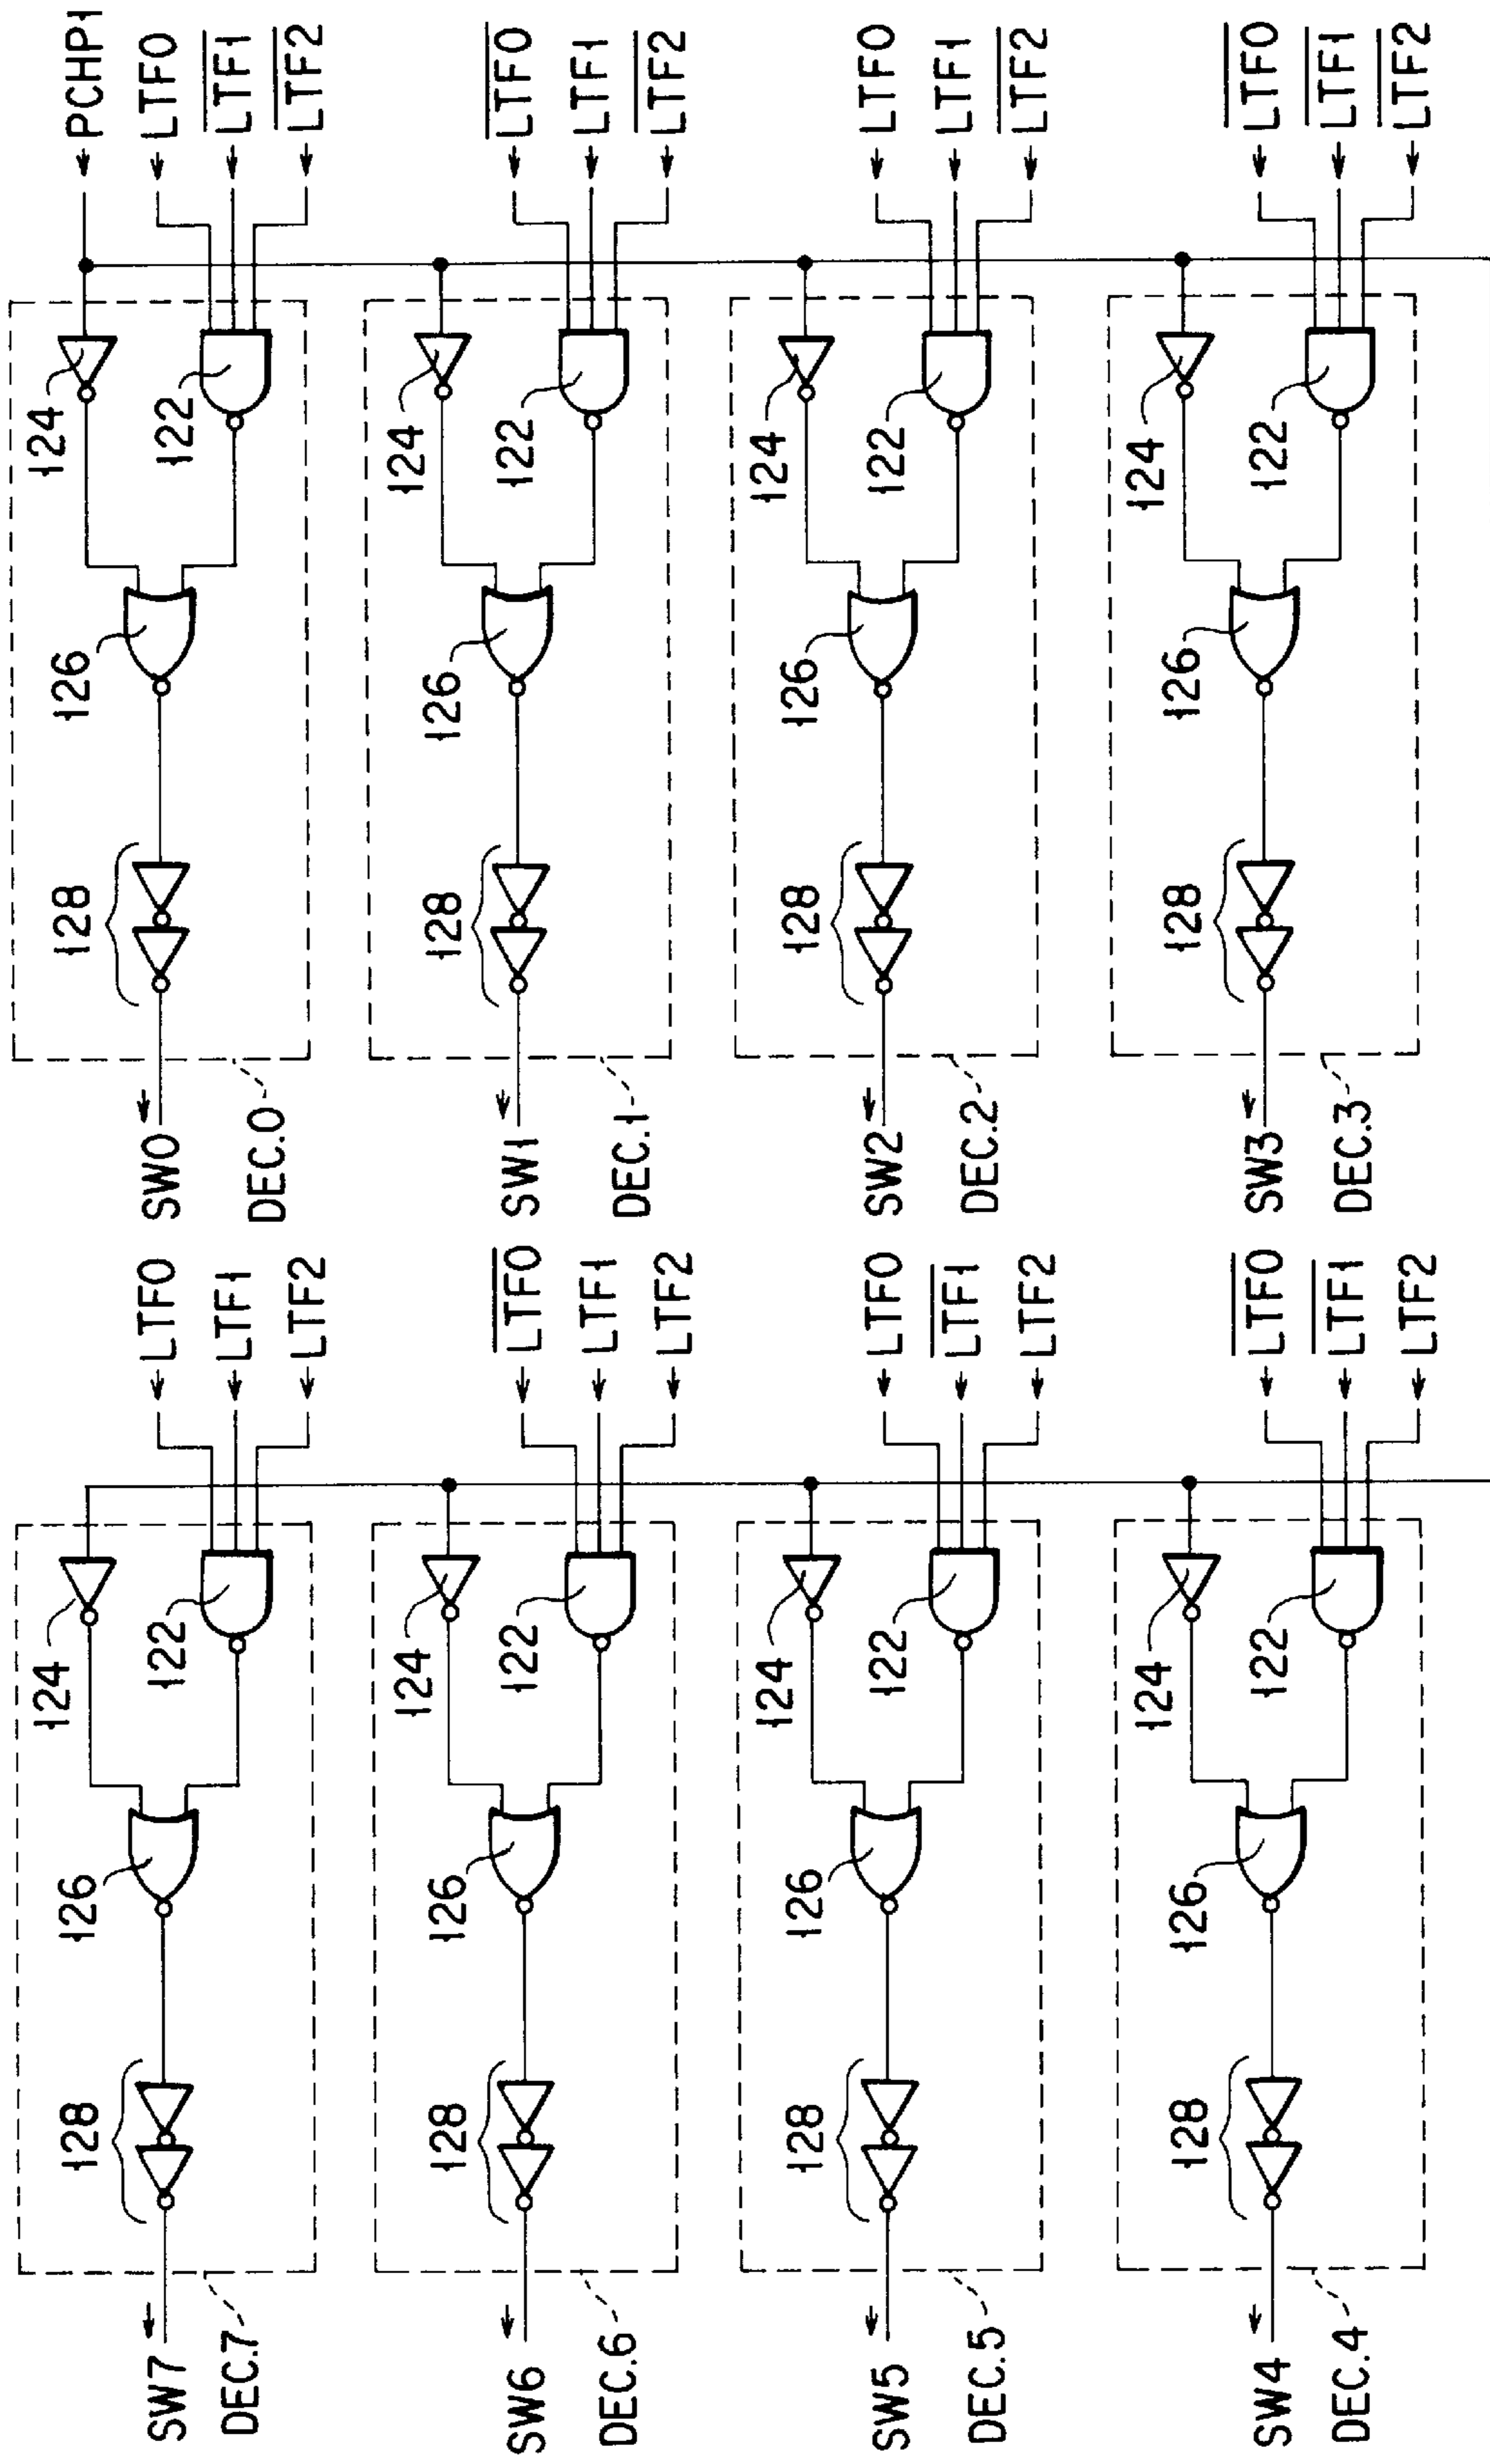 PCHP1
LTF0
LTF1
LTF2
124
122
126
128
SW0
DEC.0
LTF0
LTF1
LTF2
124
122
126
128
SW1
DEC.1
LTF0
LTF1
LTF2
124
122
126
128
SW2
DEC.2
LTF0
LTF1
LTF2
124
122
126
128
SW3
DEC.3
LTF0
LTF1
LTF2
124
122
126
128
SW7
DEC.7
LTF0
LTF1
LTF2
124
122
126
128
SW6
DEC.6
LTF0
LTF1
LTF2
124
122
126
128
SW5
DEC.5
LTF0
LTF1
LTF2
124
122
126
128
SW4
DEC.4